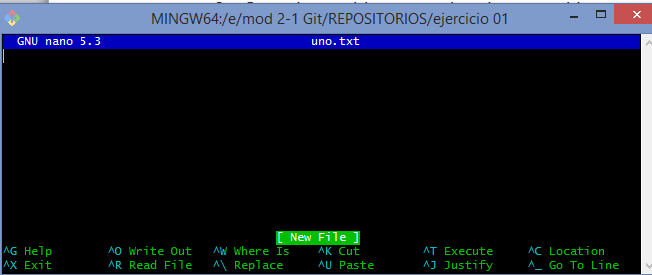 MINGW64:/e/mod 2-1 Git/REPOSITORIOS/ejercicio 01
GNU nano 5.3 uno.txt
[ New File ]
^G Help ^O Write Out ^W Where Is ^K Cut ^T Execute ^C Location
^X Exit ^R Read File ^\ Replace ^U Paste ^J Justify ^_ Go To Line